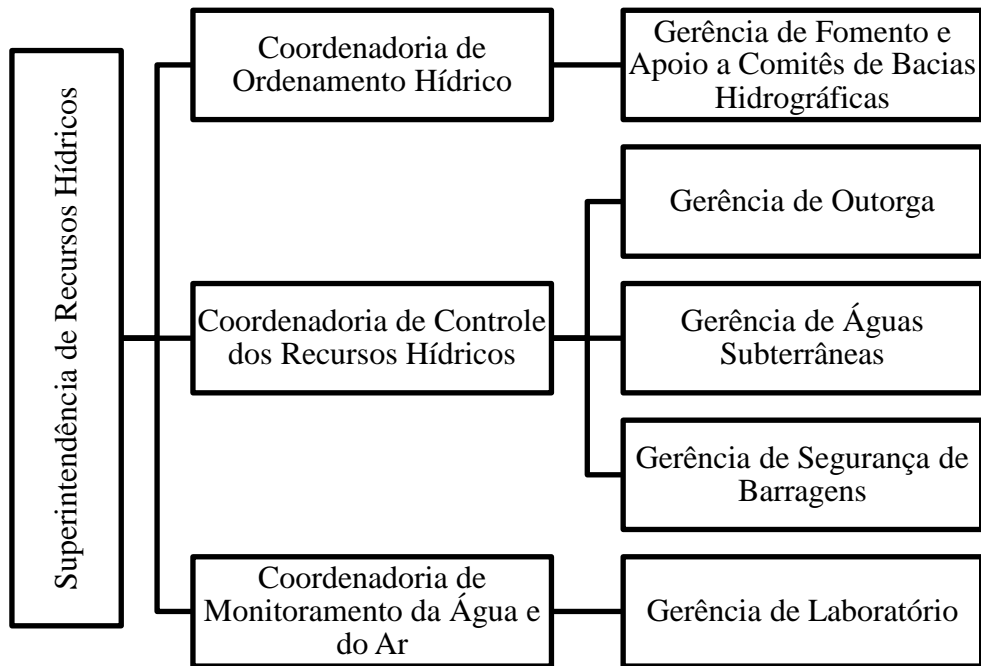 Superintendência de Recursos Hídricos
Coordenadoria de
Ordenamento Hídrico
Gerência de Fomento e
Apoio a Comitês de Bacias
Hidrográficas
Coordenadoria de Controle
dos Recursos Hídricos
Gerência de Outorga
Gerência de Águas
Subterrâneas
Gerência de Segurança de
Barragens
Coordenadoria de
Monitoramento da Água e
do Ar
Gerência de Laboratório